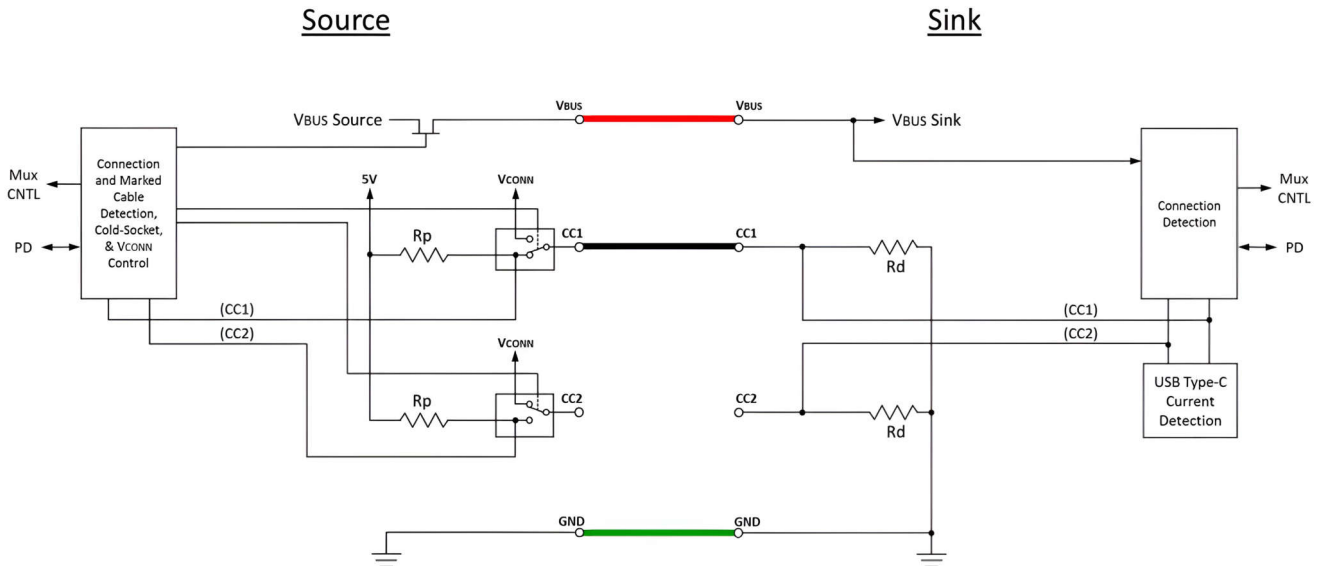 Source
Sink
VBUS Source
VBUS
VBUS
VBUS Sink
Connection
and Marked
Cable
Detection,
Cold-Socket,
& VCONN
Control
Mux
CNTL
PD
5V
VCONN
Rp
CC1
CC1
Rd
Connection
Detection
Mux
CNTL
PD
(CC1)
(CC2)
(CC1)
(CC2)
VCONN
Rp
CC2
CC2
Rd
USB Type-C
Current
Detection
GND
GND